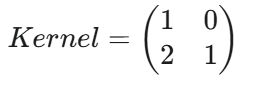 Kernel = ( 1 0
2 1 )